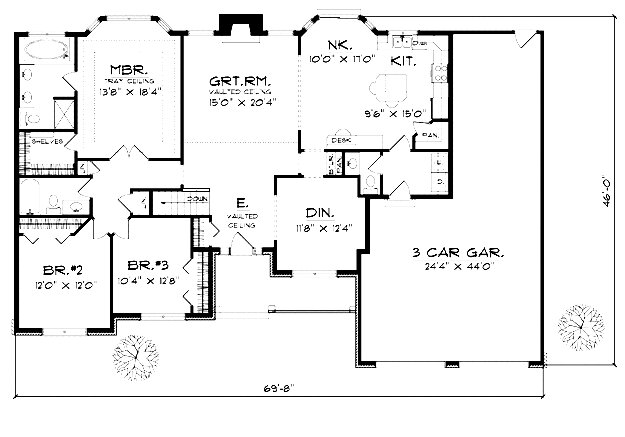 NK.
10'0" X 17'0"
KIT.
9'6" X 15'0"
MBR.
TRAY CEILING
13'8" X 18'4"
GRT.RM.
VAULTED CEILING
15'0" X 20'4"
DESK
PAN.
SHELVES
DOWN
E.
VAULTED
CEILING
DIN.
11'8" X 12'4"
3 CAR GAR.
24'4" X 44'0"
BR.#2
12'0" X 12'0"
BR.#3
10'4" X 12'8"
46'-0"
69'-8"